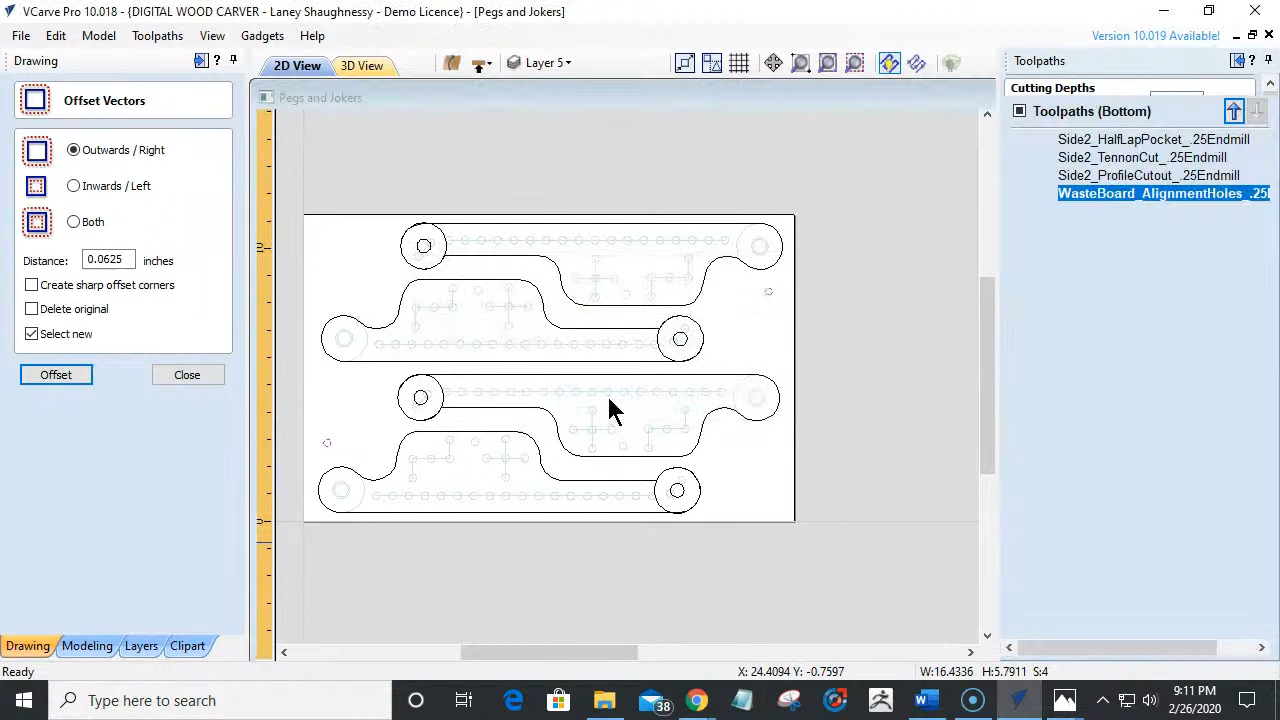 VCarve Pro 10.018 - {DIGITAL WOOD CARVER - Laney Shaughnessy - Demo Licence} - [Pegs and Jokers]
File Edit Model Toolpaths View Gadgets Help
Version 10.019 Available!
Drawing
2D View
3D View
Layer 5
Toolpaths
Offset Vectors
Pegs and Jokers
Cutting Depths
Toolpaths (Bottom)
Outwards / Right
Side2_HalfLapPocket_.25Endmill
Side2_TennonCut_.25Endmill
Side2_ProfileCutout_.25Endmill
WasteBoard_AlignmentHoles_.25
Inwards / Left
Both
Distance: 0.0625 inches
Create sharp offset corners
Delete original
Select new
Offset
Close
Drawing
Modeling
Layers
Clipart
Ready
X: 24.4094 Y: -0.7597
W:16.4336 H:5.7911 S:4
Type here to search
38
9:11 PM
2/26/2020